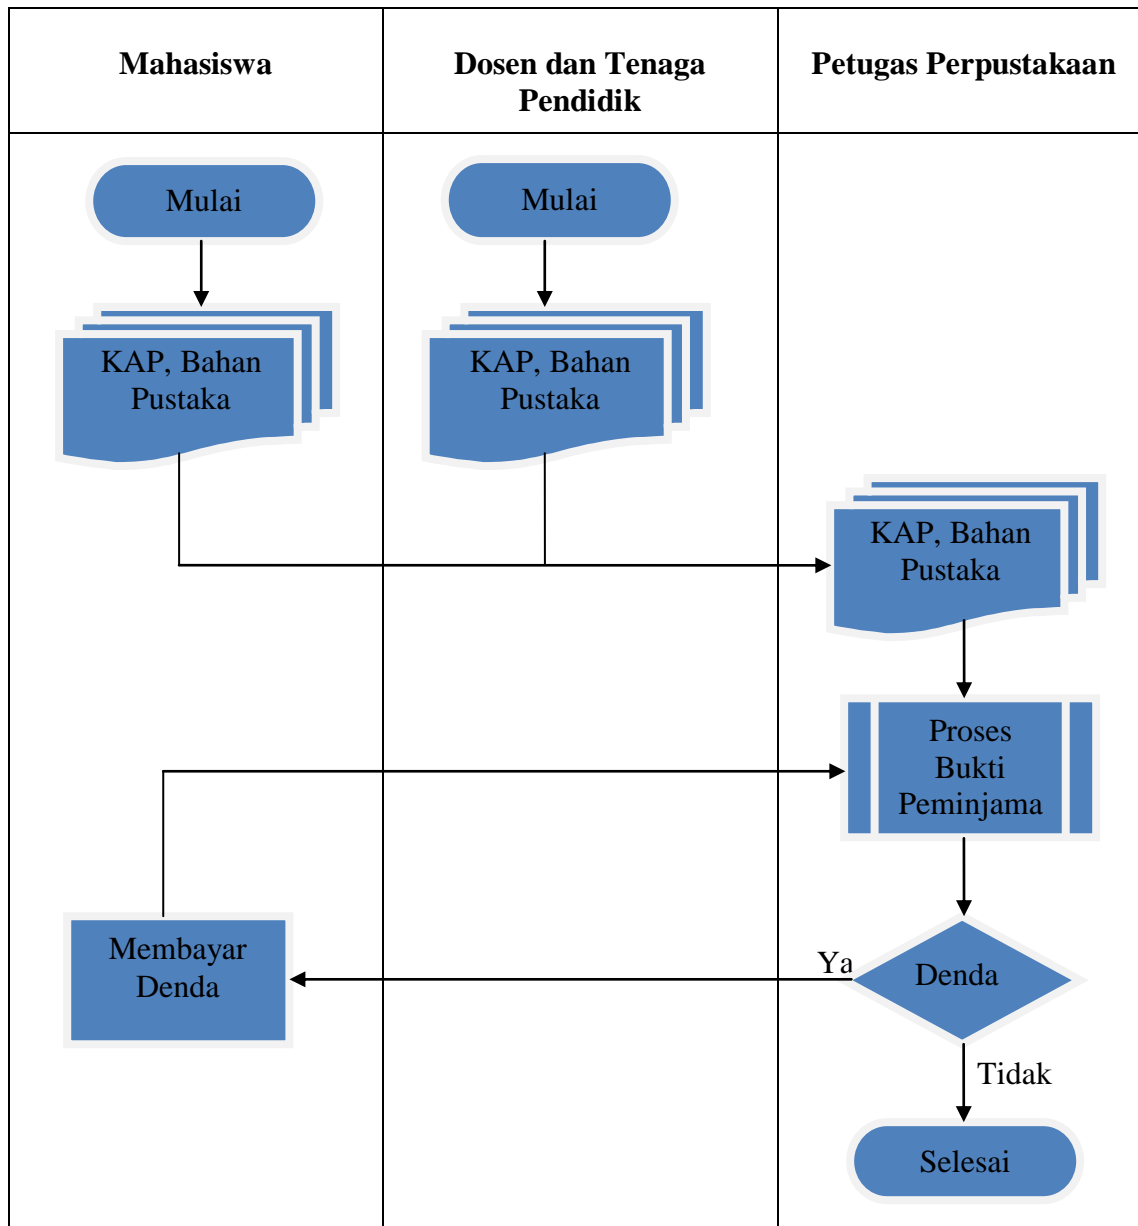 Mahasiswa
Dosen dan Tenaga
Pendidik
Petugas Perpustakaan
Mulai
Mulai
KAP, Bahan
Pustaka
KAP, Bahan
Pustaka
KAP, Bahan
Pustaka
Proses
Bukti
Peminjama
Membayar
Denda
Ya
Denda
Tidak
Selesai